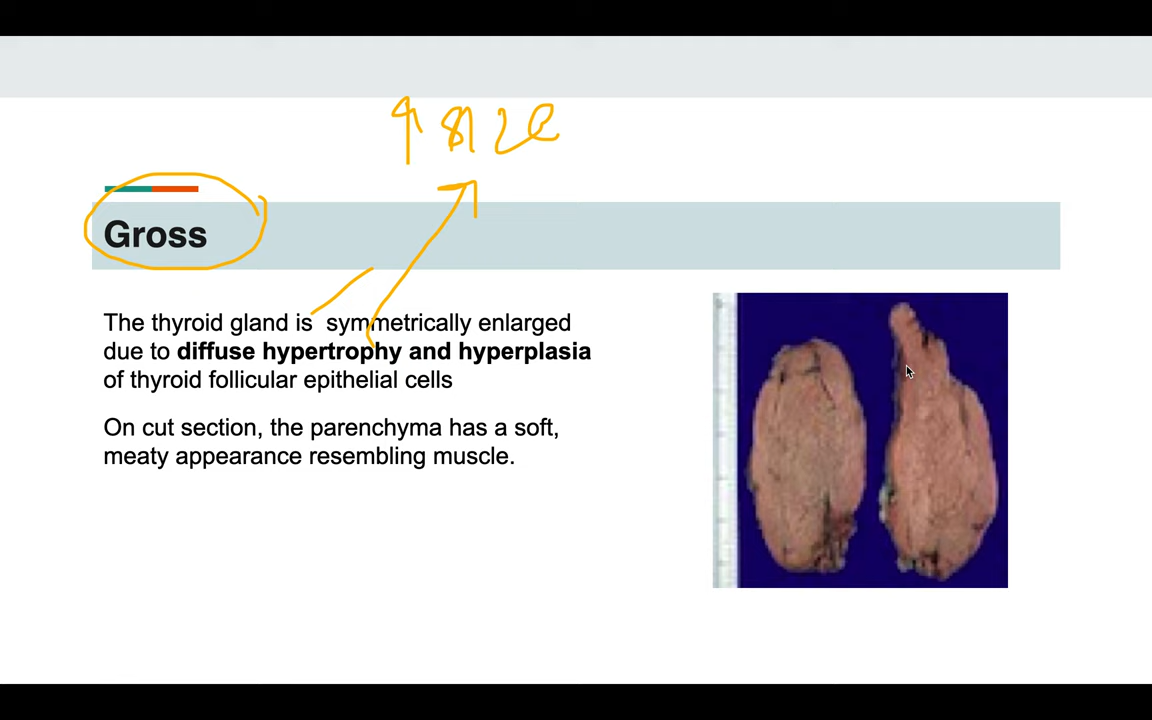 ↑ size
Gross
The thyroid gland is symmetrically enlarged
due to diffuse hypertrophy and hyperplasia
of thyroid follicular epithelial cells
On cut section, the parenchyma has a soft,
meaty appearance resembling muscle.